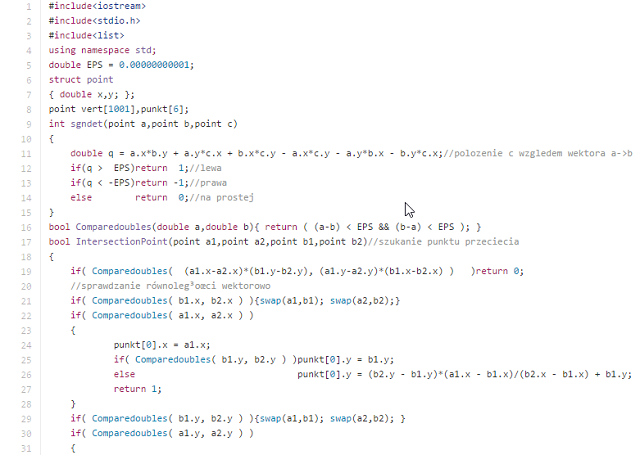 1 #include<iostream>
2 #include<stdio.h>
3 #include<list>
4 using namespace std;
5 double EPS = 0.00000000001;
6 struct point
7 { double x,y; };
8 point vert[1001],punkt[6];
9 int sgndet(point a,point b,point c)
10 {
11 double q = a.x*b.y + a.y*c.x + b.x*c.y - a.x*c.y - a.y*b.x - b.y*c.x;//polozenie c wzgledem wektora a->b
12 if(q > EPS)return 1;//lewa
13 if(q < -EPS)return -1;//prawa
14 else return 0;//na prostej
15 }
16 bool Comparedoubles(double a,double b){ return ( (a-b) < EPS && (b-a) < EPS ); }
17 bool IntersectionPoint(point a1,point a2,point b1,point b2)//szukanie punktu przeciecia
18 {
19 if( Comparedoubles( (a1.x-a2.x)*(b1.y-b2.y), (a1.y-a2.y)*(b1.x-b2.x) ) )return 0;
20 //sprawdzanie równoleg³oœci wektorowo
21 if( Comparedoubles( b1.x, b2.x ) ){swap(a1,b1); swap(a2,b2);}
22 if( Comparedoubles( a1.x, a2.x ) )
23 {
24 punkt[0].x = a1.x;
25 if( Comparedoubles( b1.y, b2.y ) )punkt[0].y = b1.y;
26 else punkt[0].y = (b2.y - b1.y)*(a1.x - b1.x)/(b2.x - b1.x) + b1.y;
27 return 1;
28 }
29 if( Comparedoubles( b1.y, b2.y ) ){swap(a1,b1); swap(a2,b2); }
30 if( Comparedoubles( a1.y, a2.y ) )
31 {